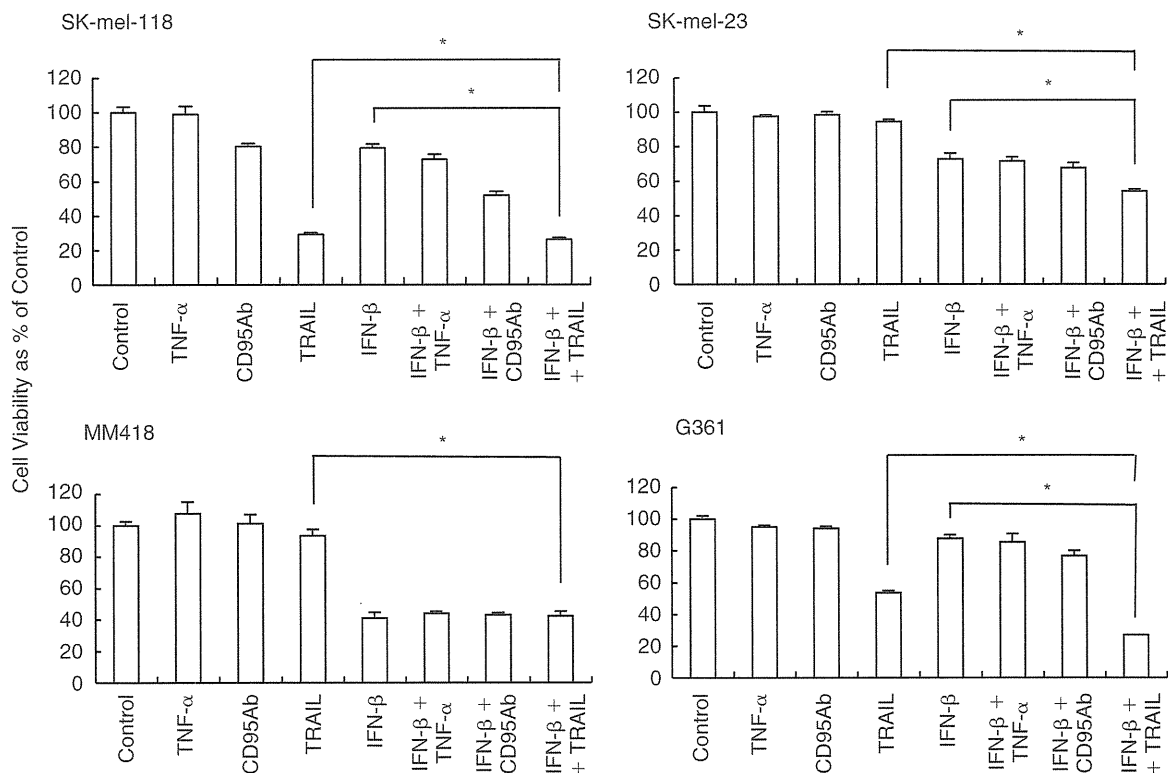 SK-mel-118
*
*
120
100
80
60
40
20
0
Control
TNF-α
CD95Ab
TRAIL
IFN-β
IFN-β +
TNF-α
IFN-β +
CD95Ab
IFN-β +
+ TRAIL
SK-mel-23
*
*
120
100
80
60
40
20
0
Control
TNF-α
CD95Ab
TRAIL
IFN-β
IFN-β +
TNF-α
IFN-β +
CD95Ab
IFN-β +
+ TRAIL
Cell Viability as % of Control
MM418
*
120
100
80
60
40
20
0
Control
TNF-α
CD95Ab
TRAIL
IFN-β
IFN-β +
TNF-α
IFN-β +
CD95Ab
IFN-β +
+ TRAIL
G361
*
*
120
100
80
60
40
20
0
Control
TNF-α
CD95Ab
TRAIL
IFN-β
IFN-β +
TNF-α
IFN-β +
CD95Ab
IFN-β +
+ TRAIL